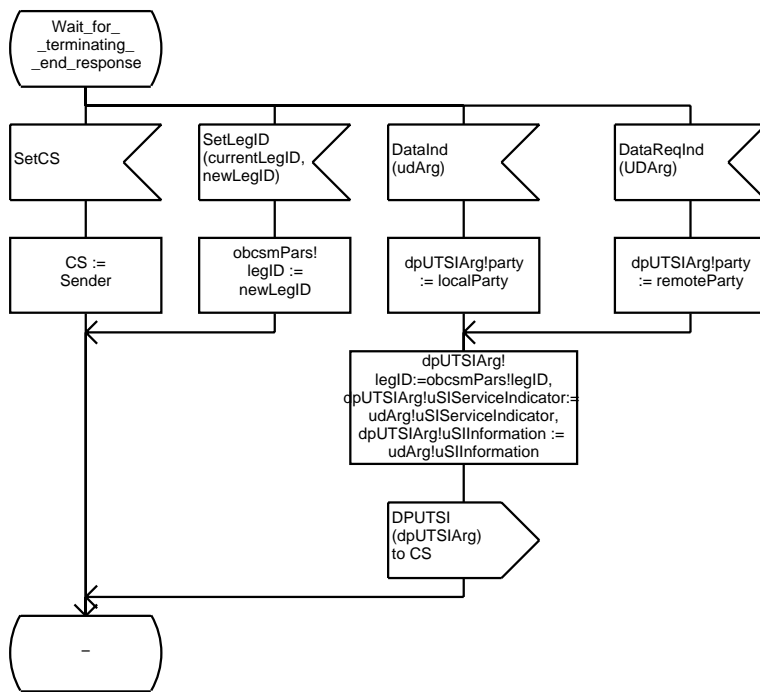 Wait_for_
_terminating_
_end_response
SetCS
SetLegID
(currentLegID,
newLegID)
DataInd
(udArg)
DataReqInd
(UDArg)
CS :=
Sender
obcsmPars!
legID :=
newLegID
dpUTSIArg!party
:= localParty
dpUTSIArg!party
:= remoteParty
dpUTSIArg!
legID:=obcsmPars!legID,
dpUTSIArg!uSIServiceIndicator:=
udArg!uSIServiceIndicator,
dpUTSIArg!uSIInformation :=
udArg!uSIInformation
DPUTSI
(dpUTSIArg)
to CS
–